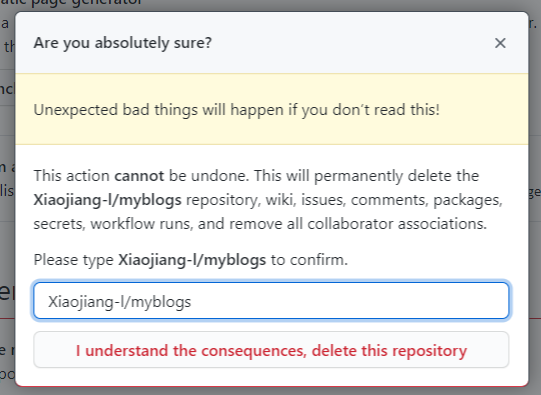 atic page generator
Are you absolutely sure?
Unexpected bad things will happen if you don't read this!
This action cannot be undone. This will permanently delete the
Xiaojiang-l/myblogs repository, wiki, issues, comments, packages,
secrets, workflow runs, and remove all collaborator associations.
Please type Xiaojiang-l/myblogs to confirm.
Xiaojiang-l/myblogs
I understand the consequences, delete this repository